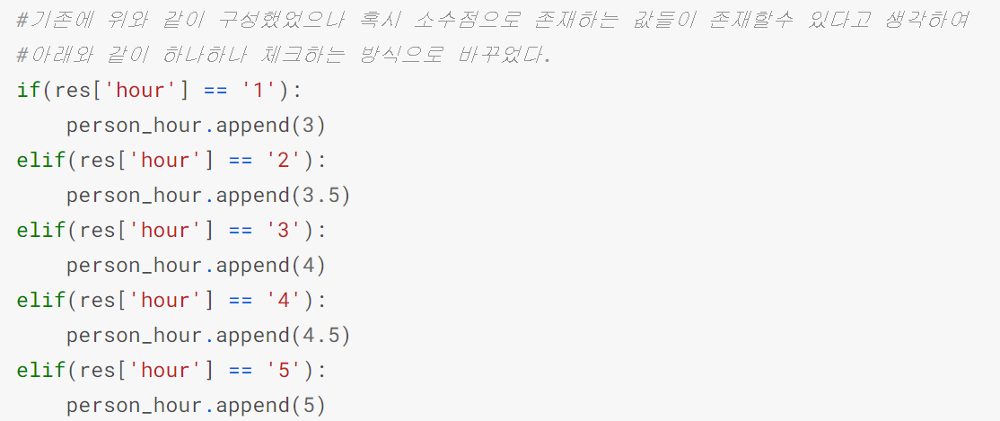 #기존에 위와 같이 구성했었으나 혹시 소수점으로 존재하는 값들이 존재할수 있다고 생각하여
#아래와 같이 하나하나 체크하는 방식으로 바꾸었다.
if(res['hour'] == '1'):
    person_hour.append(3)
elif(res['hour'] == '2'):
    person_hour.append(3.5)
elif(res['hour'] == '3'):
    person_hour.append(4)
elif(res['hour'] == '4'):
    person_hour.append(4.5)
elif(res['hour'] == '5'):
    person_hour.append(5)